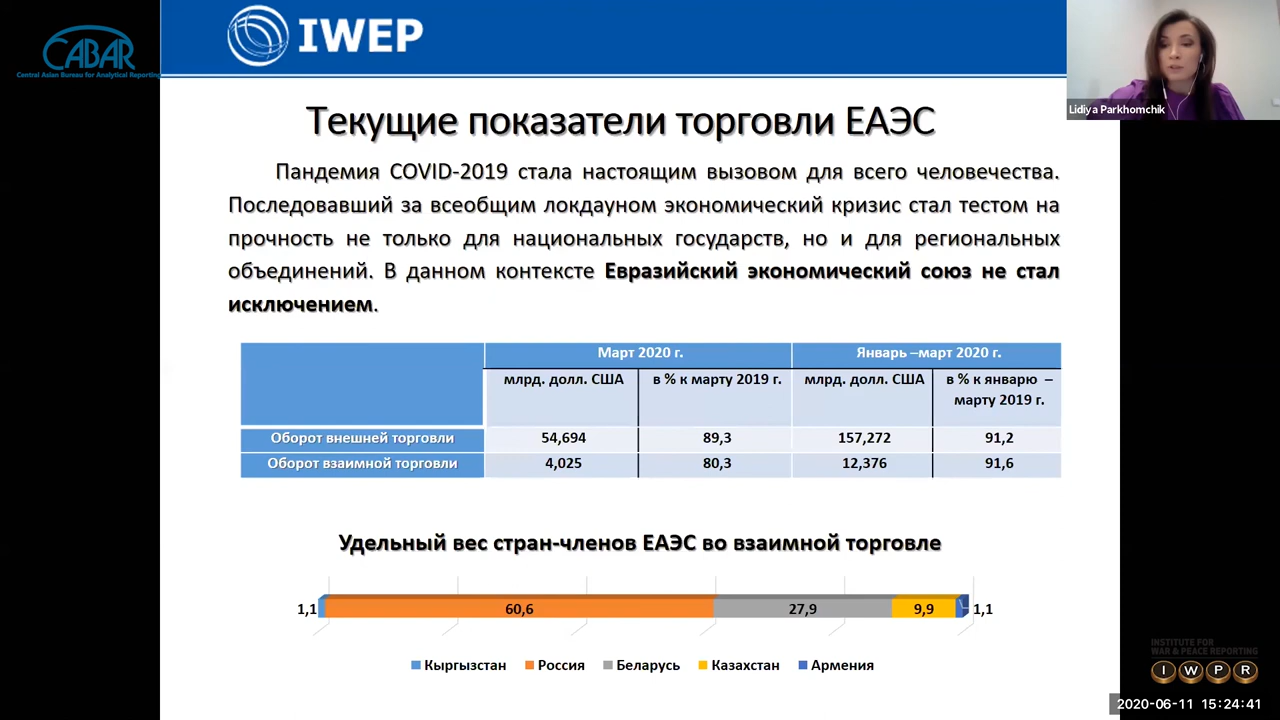 CABAR
Central Asian Bureau for Analytical Reporting
IWEP
Lidiya Parkhomchik
Текущие показатели торговли ЕАЭС
Пандемия COVID-2019 стала настоящим вызовом для всего человечества.
Последовавший за всеобщим локдауном экономический кризис стал тестом на
прочность не только для национальных государств, но и для региональных
объединений. В данном контексте Евразийский экономический союз не стал
исключением.
Март 2020 г. Январь –март 2020 г.
млрд. долл. США в % к марту 2019 г. млрд. долл. США в % к январю –
марту 2019 г.
Оборот внешней торговли 54,694 89,3 157,272 91,2
Оборот взаимной торговли 4,025 80,3 12,376 91,6
Удельный вес стран-членов ЕАЭС во взаимной торговле
1,1 60,6 27,9 9,9 1,1
Кыргызстан Россия Беларусь Казахстан Армения
INSTITUTE FOR
WAR & PEACE REPORTING
I W P R
2020-06-11 15:24:41